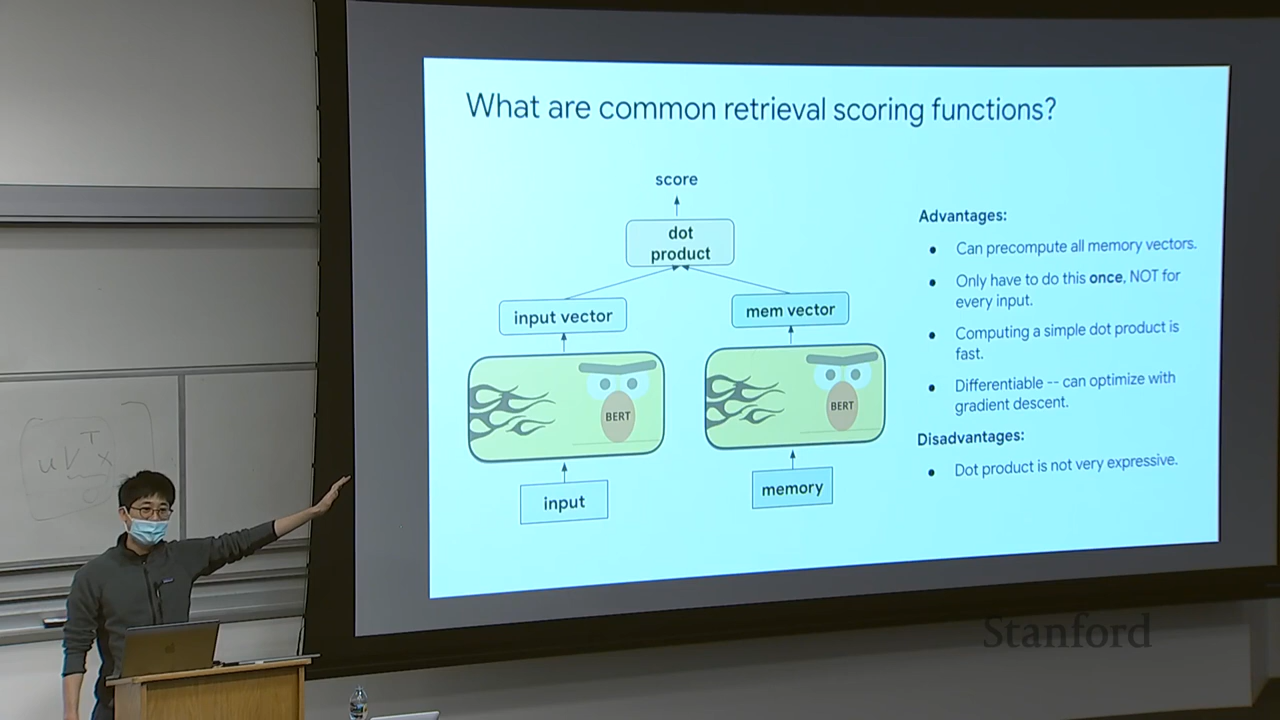 What are common retrieval scoring functions?
score
dot
product
input vector
mem vector
BERT
BERT
input
memory
Advantages:
Can precompute all memory vectors.
Only have to do this once, NOT for
every input.
Computing a simple dot product is
fast.
Differentiable -- can optimize with
gradient descent.
Disadvantages:
Dot product is not very expressive.
u V^T x
Stanford